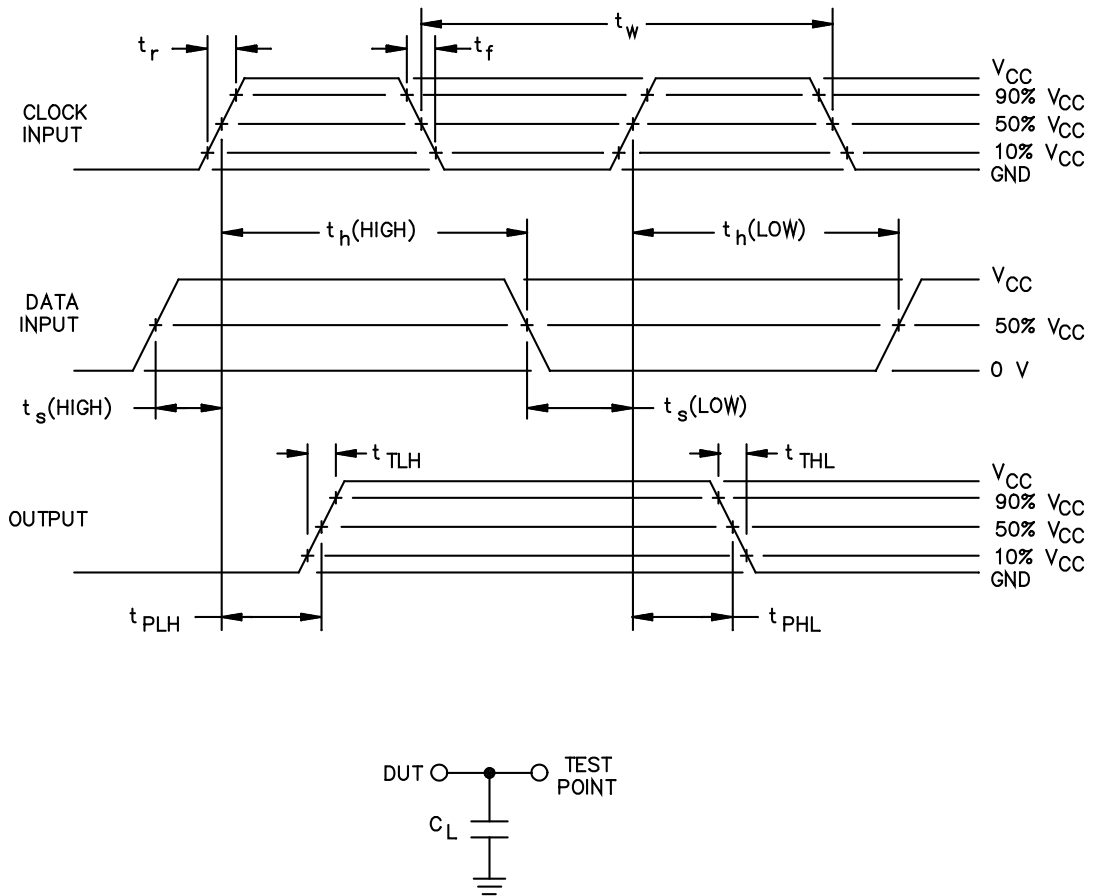 t_w
t_r
t_f
CLOCK
INPUT
V_CC
90% V_CC
50% V_CC
10% V_CC
GND
t_h(HIGH)
t_h(LOW)
DATA
INPUT
V_CC
50% V_CC
0 V
t_s(HIGH)
t_s(LOW)
t_TLH
t_THL
OUTPUT
V_CC
90% V_CC
50% V_CC
10% V_CC
GND
t_PLH
t_PHL
DUT
TEST
POINT
C_L